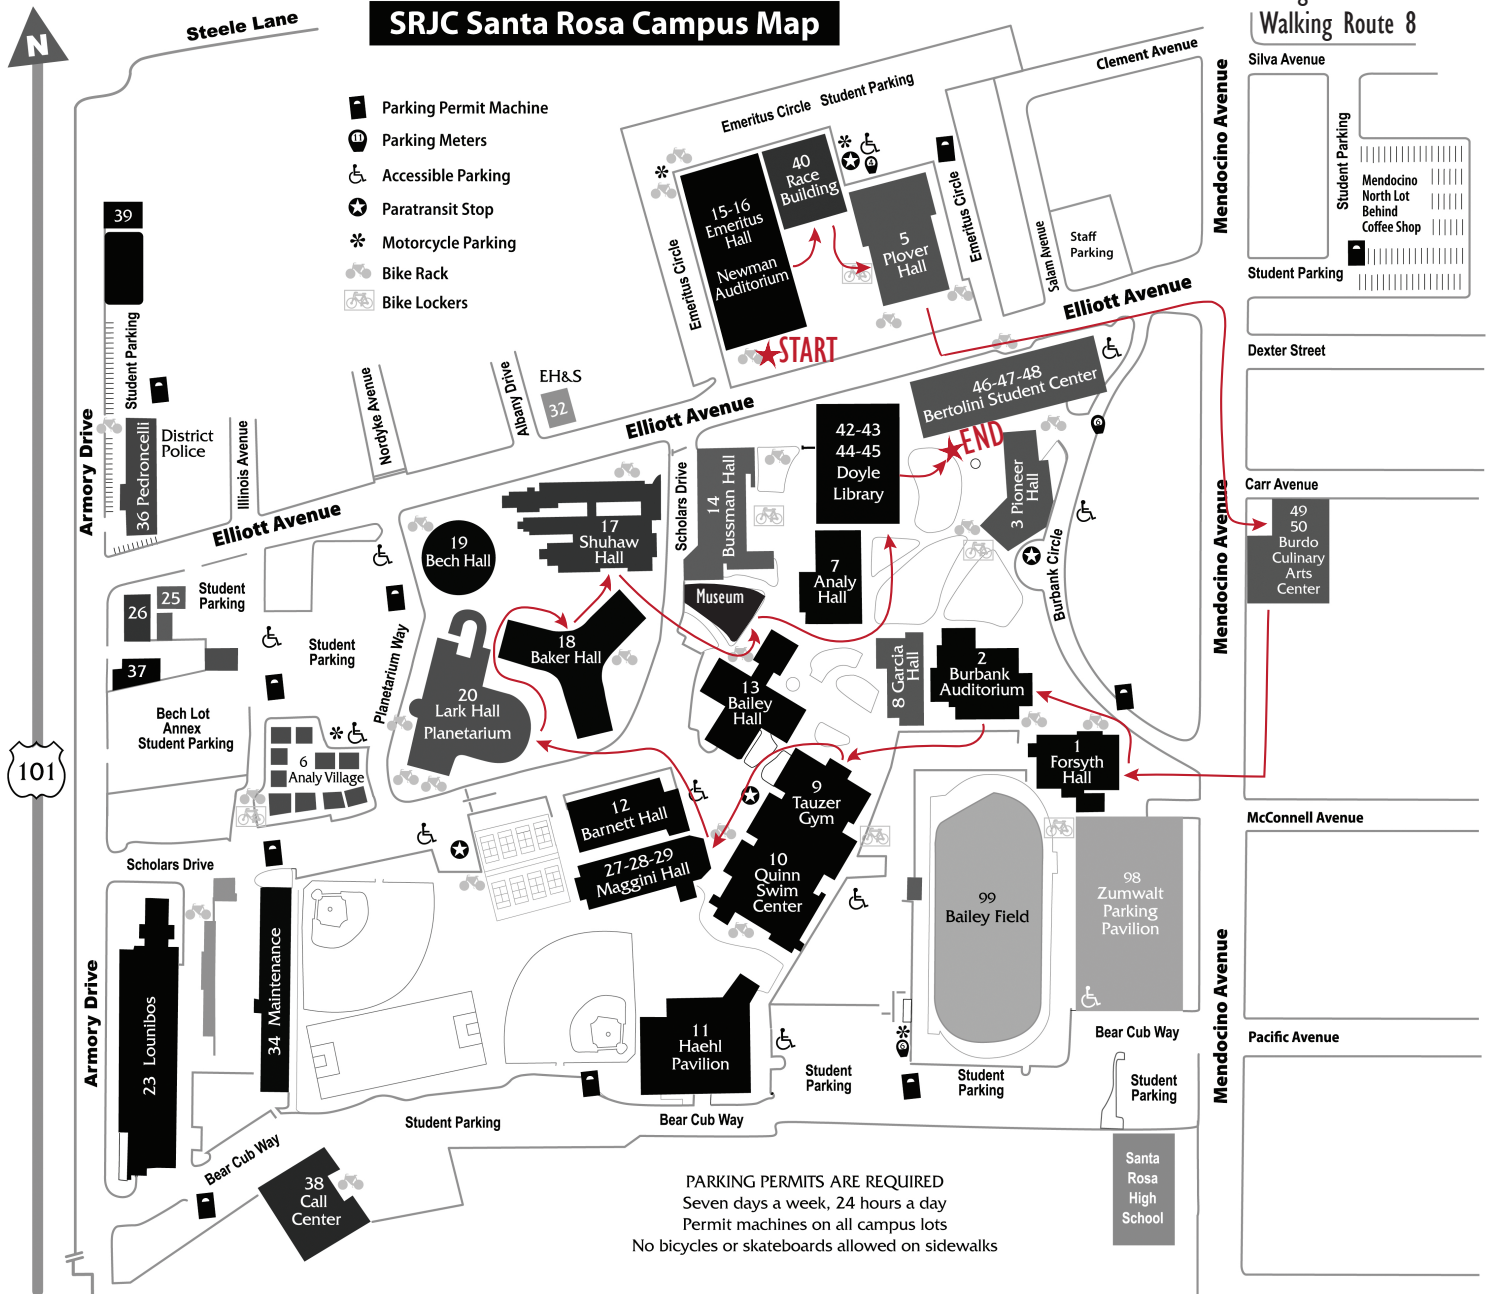 SRJC Santa Rosa Campus Map
Walking Route 8
N
Steele Lane
Parking Permit Machine
11
Parking Meters
Accessible Parking
Paratransit Stop
Motorcycle Parking
Bike Rack
Bike Lockers
Emeritus Circle
Student Parking
Clement Avenue
Mendocino Avenue
Silva Avenue
Student Parking
Mendocino
North Lot
Behind
Coffee Shop
Student Parking
15-16
Emeritus
Hall
Newman
Auditorium
40
Race
Building
5
Plover
Hall
Emeritus Circle
Emeritus Circle
Salam Avenue
Staff
Parking
Elliott Avenue
START
39
Student Parking
Armory Drive
36 Pedroncelli
District
Police
Illinois Avenue
Nordyke Avenue
Albany Drive
EH&S
32
Elliott Avenue
Elliott Avenue
Dexter Street
46-47-48
Bertolini Student Center
END
42-43
44-45
Doyle
Library
3 Pioneer
Hall
Carr Avenue
Mendocino Avenue
49
50
Burdo
Culinary
Arts
Center
Scholars Drive
14
Bussman Hall
17
Shuhaw
Hall
19
Bech Hall
7
Analy
Hall
Burbank Circle
Museum
26
25
Student
Parking
37
Student
Parking
Planetarium Way
18
Baker Hall
20
Lark Hall
Planetarium
13
Bailey
Hall
8 Garcia
Hall
2
Burbank
Auditorium
1
Forsyth
Hall
Bech Lot
Annex
Student Parking
101
6
Analy Village
12
Barnett Hall
27-28-29
Maggini Hall
9
Tauzer
Gym
10
Quinn
Swim
Center
McConnell Avenue
Scholars Drive
99
Bailey Field
98
Zumwalt
Parking
Pavilion
Armory Drive
23 Lounibos
34 Maintenance
11
Haehl
Pavilion
Mendocino Avenue
Bear Cub Way
Pacific Avenue
Student
Parking
Student
Parking
Student
Parking
Student Parking
Bear Cub Way
Bear Cub Way
38
Call
Center
Santa
Rosa
High
School
PARKING PERMITS ARE REQUIRED
Seven days a week, 24 hours a day
Permit machines on all campus lots
No bicycles or skateboards allowed on sidewalks